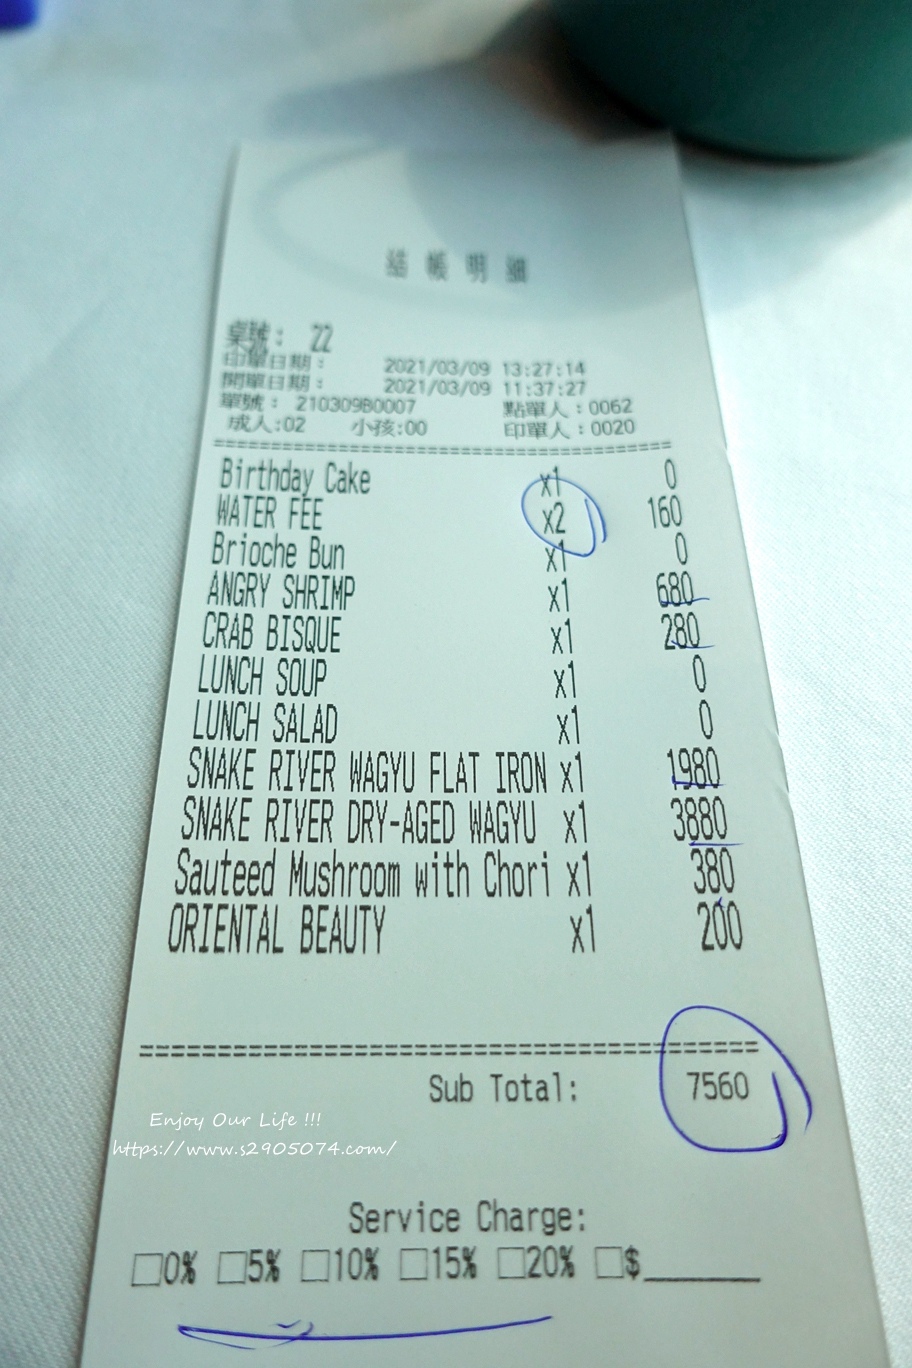 結帳明細
桌號： 22
印單日期： 2021/03/09 13:27:14
開單日期： 2021/03/09 11:37:27
單號：210309B0007 點單人：0062
成人:02 小孩:00 印單人：0020
Birthday Cake x1 0
WATER FEE x2 160
Brioche Bun x1 0
ANGRY SHRIMP x1 680
CRAB BISQUE x1 280
LUNCH SOUP x1 0
LUNCH SALAD x1 0
SNAKE RIVER WAGYU FLAT IRON x1 1980
SNAKE RIVER DRY-AGED WAGYU x1 3880
Sauteed Mushroom with Chori x1 380
ORIENTAL BEAUTY x1 200
Sub Total: 7560
Enjoy Our Life !!!
https://www.s2905074.com/
Service Charge:
□0% □5% □10% □15% □20% □$______